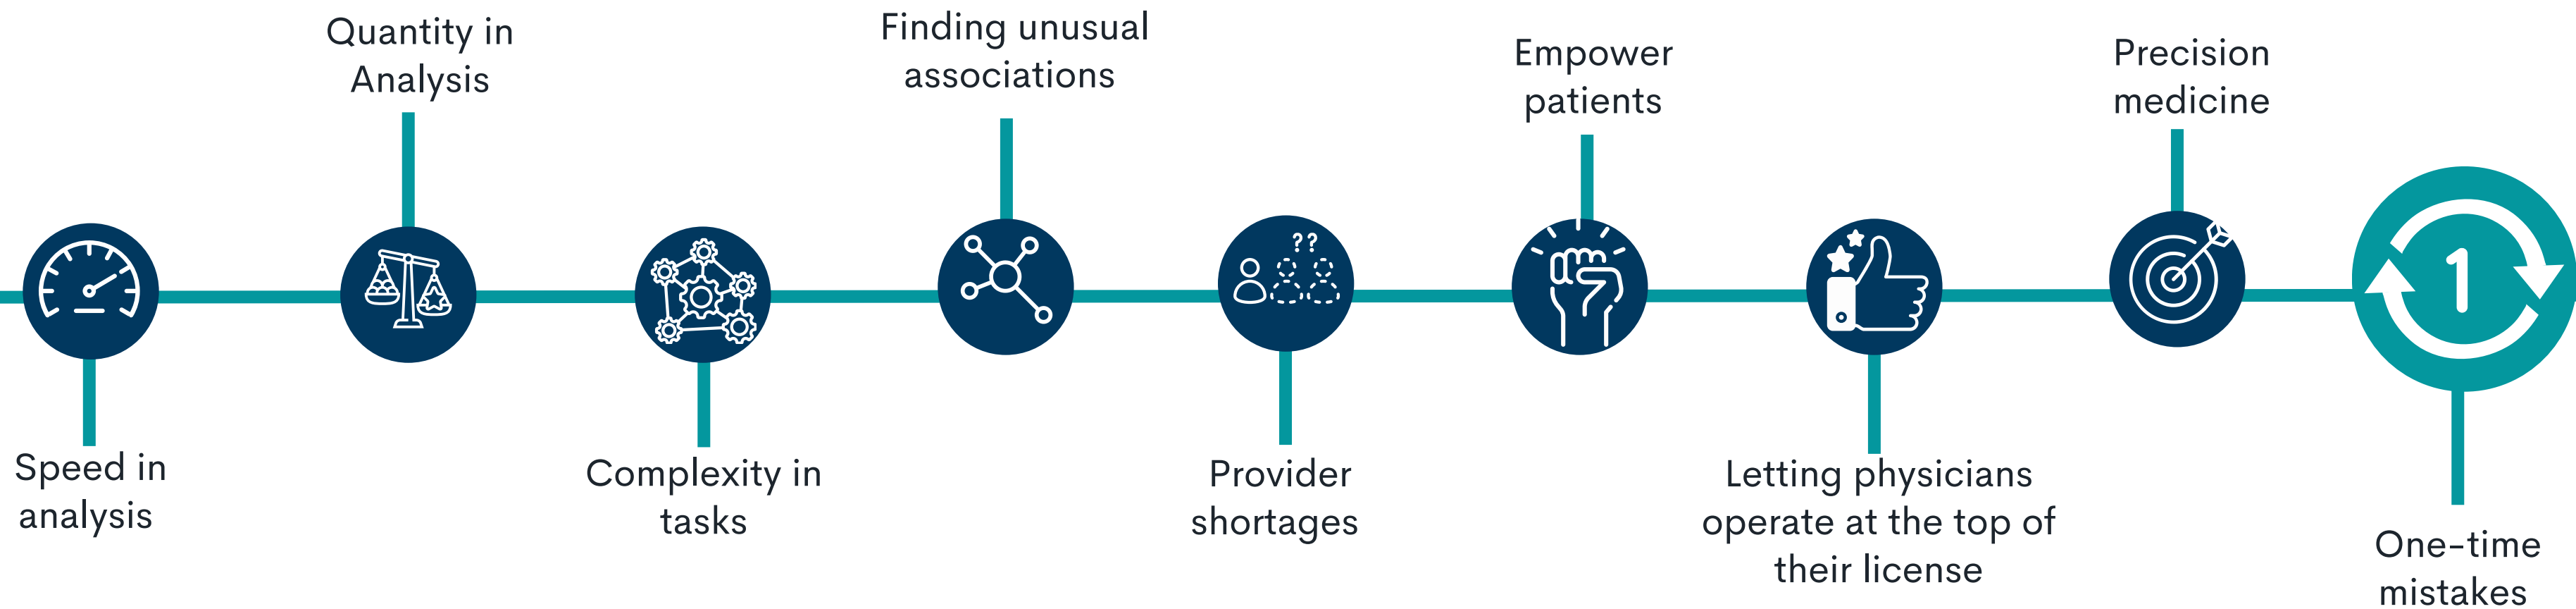 Speed in
analysis
Quantity in
Analysis
Complexity in
tasks
Finding unusual
associations
??
Provider
shortages
Empower
patients
Letting physicians
operate at the top of
their license
Precision
medicine
1
One-time
mistakes